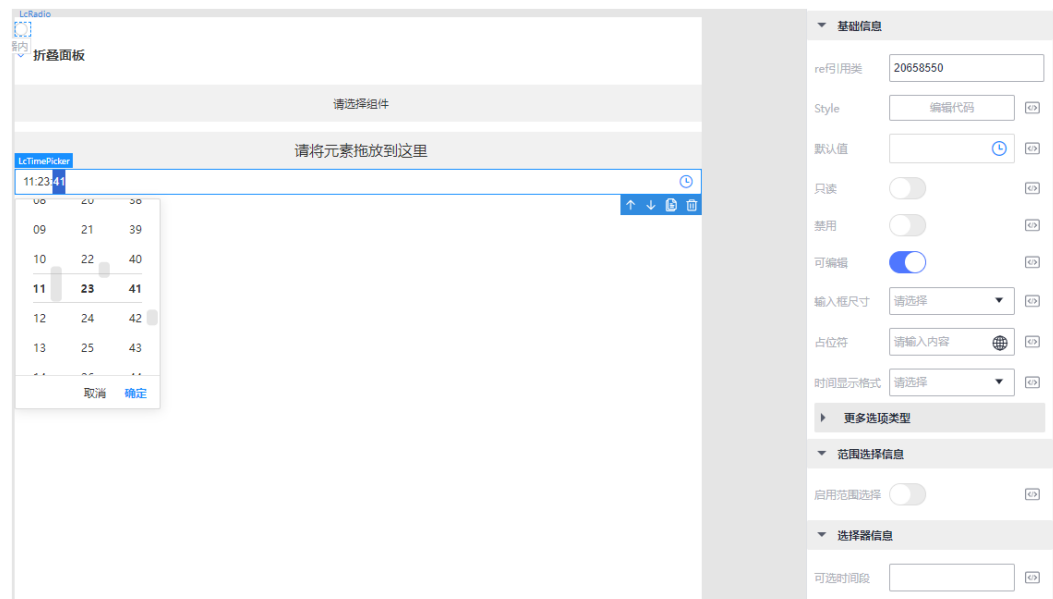 LcRadio
折叠面板
请选择组件
请将元素拖放到这里
LcTimePicker
11:23:41
08 20 38
09 21 39
10 22 40
11 23 41
12 24 42
13 25 43
取消 确定
基础信息
ref引用类 20658550
Style 编辑代码
默认值
只读
禁用
可编辑
输入框尺寸 请选择
占位符 请输入内容
时间显示格式 请选择
更多选项类型
范围选择信息
启用范围选择
选择器信息
可选时间段